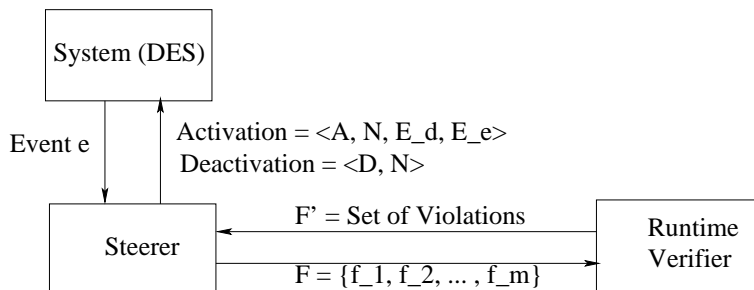 System (DES)
Event e
Activation = <A, N, E_d, E_e>
Deactivation = <D, N>
Steerer
F' = Set of Violations
F = {f_1, f_2, ... , f_m}
Runtime
Verifier